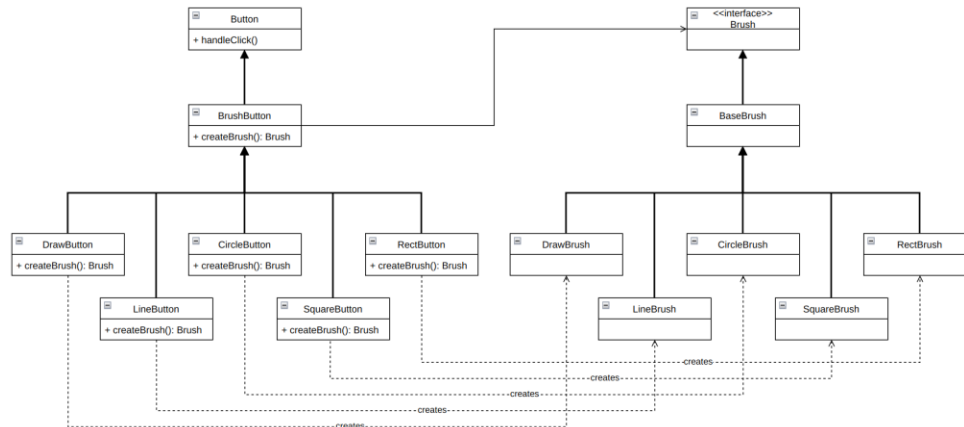 Button
+ handleClick()
<<interface>>
Brush
BrushButton
+ createBrush(): Brush
BaseBrush
DrawButton
+ createBrush(): Brush
CircleButton
+ createBrush(): Brush
RectButton
+ createBrush(): Brush
DrawBrush
CircleBrush
RectBrush
LineButton
+ createBrush(): Brush
SquareButton
+ createBrush(): Brush
LineBrush
SquareBrush
creates
creates
creates
creates
creates